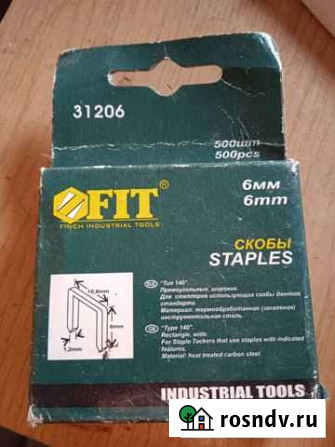 31206
500шт
500pcs
FIT®
FINCH INDUSTRIAL TOOLS
6мм
6mm
СКОБЫ
STAPLES
10,6mm
6mm
1,2mm
"Тип 140".
Прямоугольные, широкие.
Для степлеров использующих скобы данного
стандарта
Материал: термообработанная (закаленая)
инструментальная сталь.
"Type 140".
Rectangle, wide.
For Staple Tackers that use staples with indicated
features.
Material: heat treated carbon steel.
INDUSTRIAL TOOLS
rosndv.ru